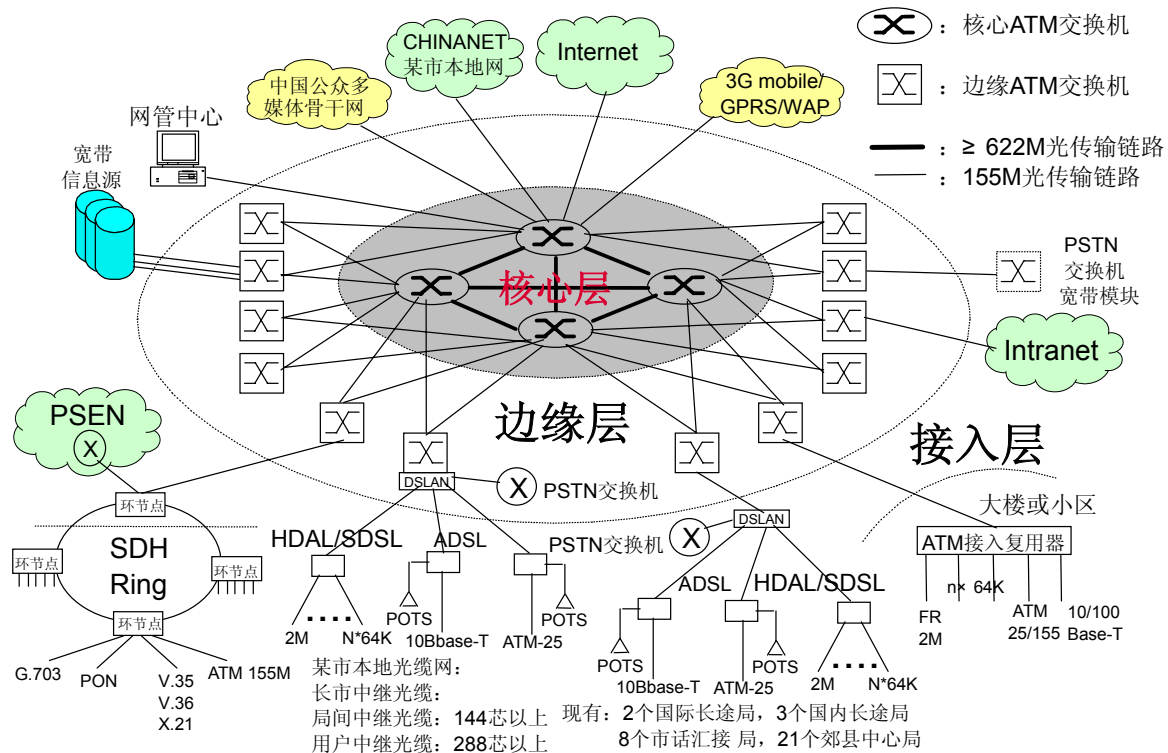 CHINANET
某市本地网
Internet
中国公众多
媒体骨干网
3G mobile/
GPRS/WAP
：核心ATM交换机
：边缘ATM交换机
：≥ 622M光传输链路
：155M光传输链路
网管中心
宽带
信息源
核心层
PSTN
交换机
宽带模块
Intranet
边缘层
接入层
PSEN
X
环节点
DSLAN
X
PSTN交换机
大楼或小区
SDH
Ring
环节点
环节点
环节点
HDAL/SDSL
ADSL
PSTN交换机
X
DSLAN
ATM接入复用器
POTS
POTS
2M
N*64K
10Bbase-T
ATM-25
ADSL
HDAL/SDSL
FR
2M
n× 64K
ATM
25/155
10/100
Base-T
POTS
POTS
10Bbase-T
ATM-25
2M
N*64K
G.703
PON
V.35
V.36
X.21
ATM 155M
某市本地光缆网：
长市中继光缆：
局间中继光缆：144芯以上
用户中继光缆：288芯以上
现有：2个国际长途局，3个国内长途局
8个市话汇接 局，21个郊县中心局